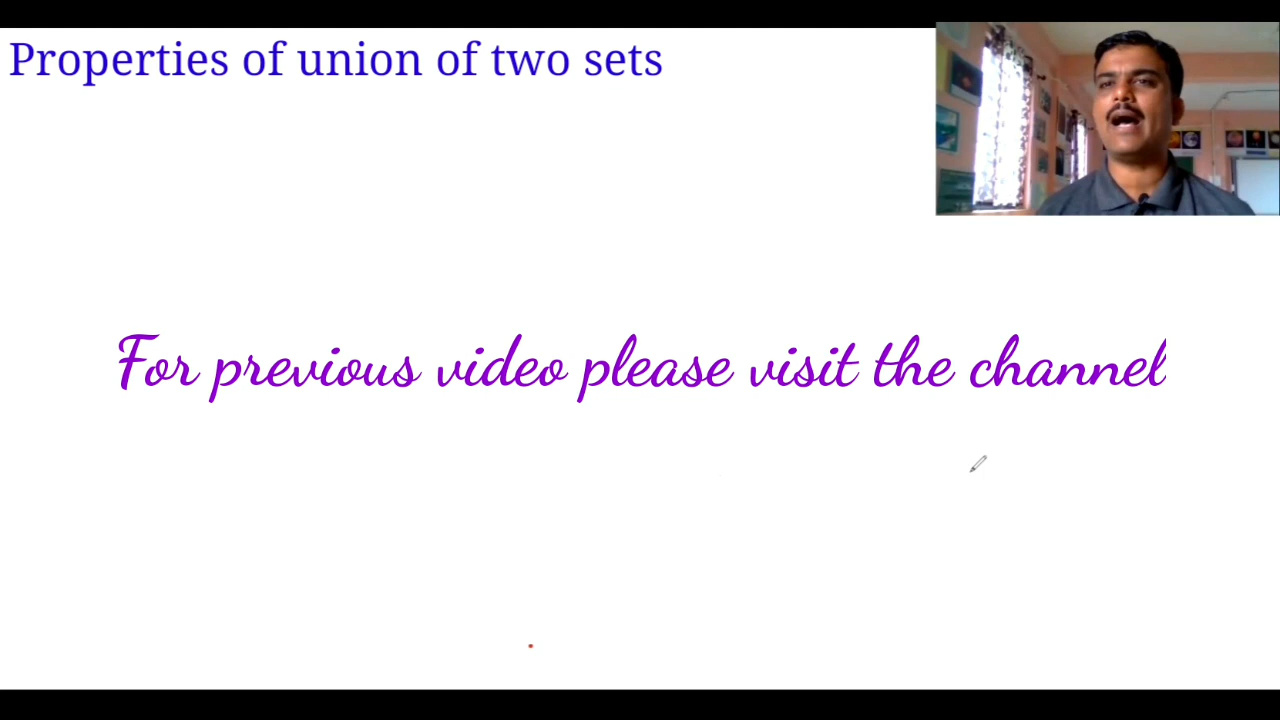 Properties of union of two sets
For previous video please visit the channel